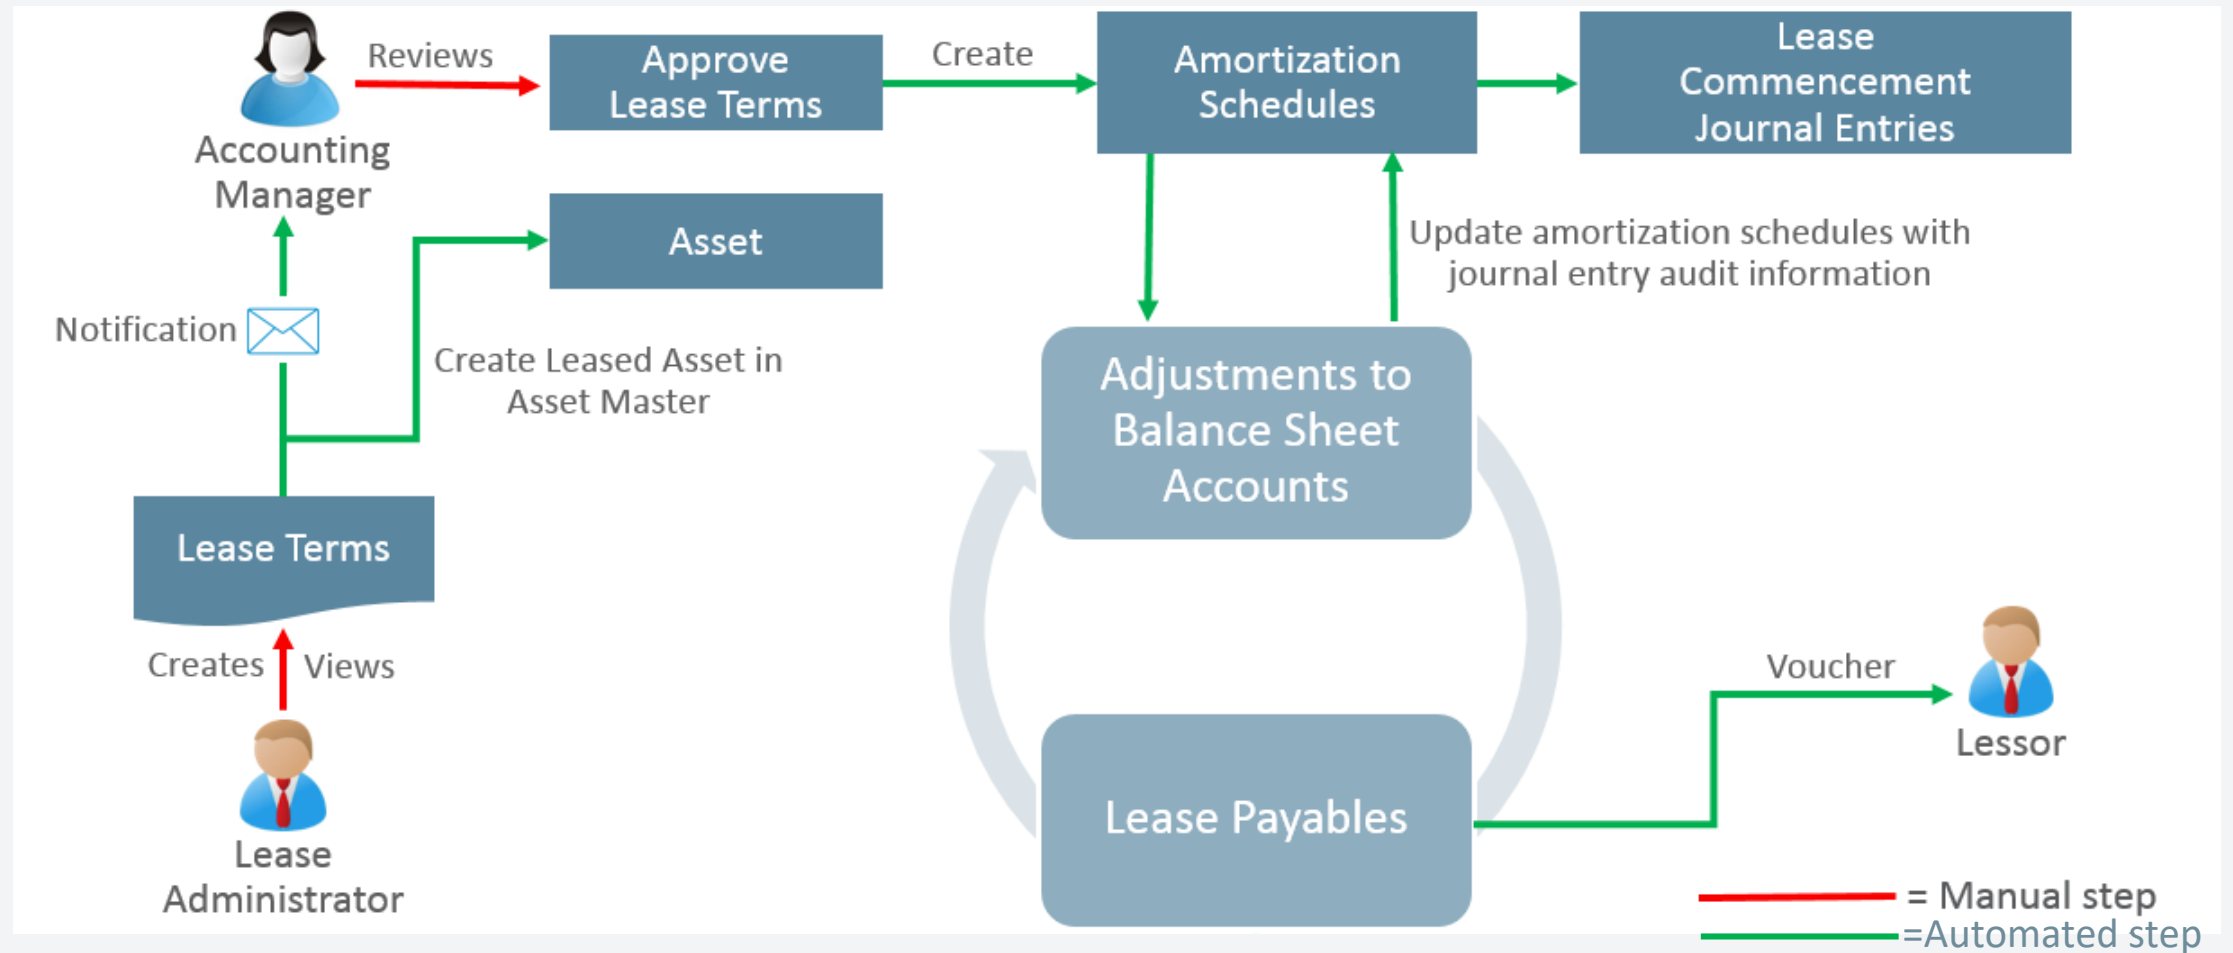 Reviews
Approve
Lease Terms
Create
Amortization
Schedules
Lease
Commencement
Journal Entries
Accounting
Manager
Asset
Update amortization schedules with
journal entry audit information
Notification
Create Leased Asset in
Asset Master
Adjustments to
Balance Sheet
Accounts
Lease Terms
Creates
Views
Voucher
Lessor
Lease Payables
Lease
Administrator
= Manual step
=Automated step